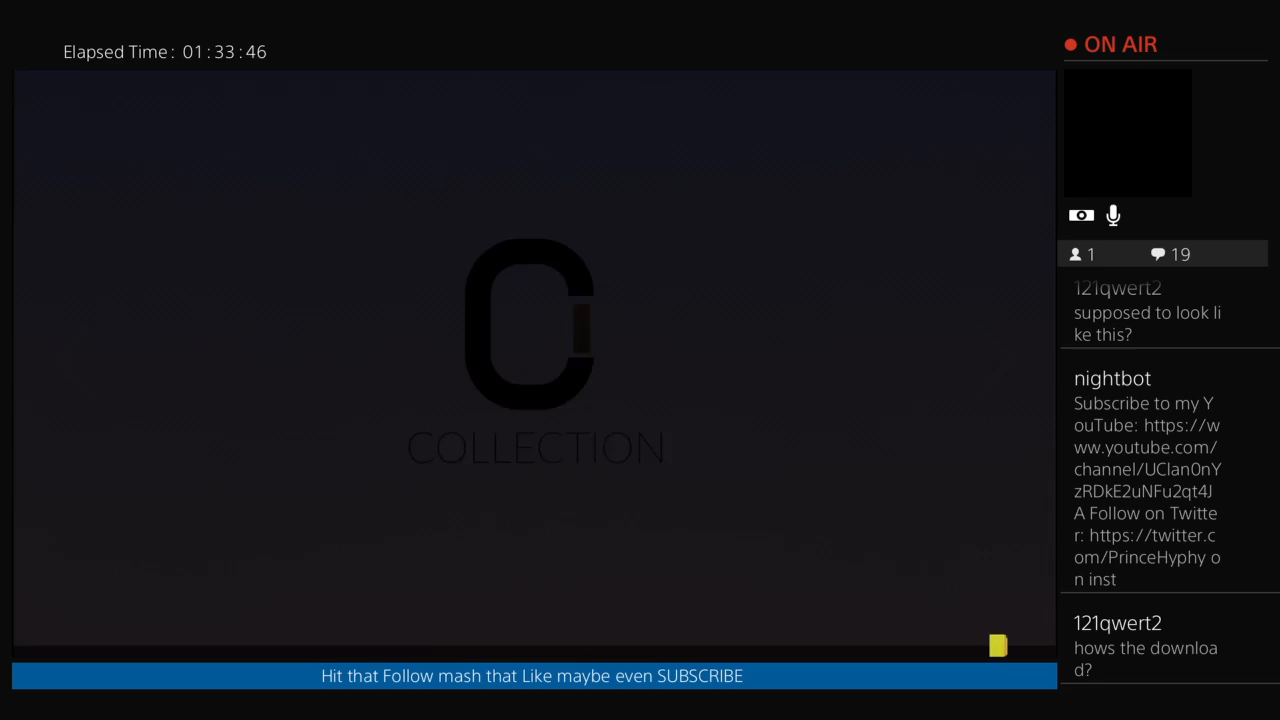 Elapsed Time: 01:33:46
ON AIR
1
19
121qwert2
supposed to look li
ke this?
nightbot
Subscribe to my Y
ouTube: https://w
ww.youtube.com/
channel/UClan0nY
zRDkE2uNFu2qt4J
A Follow on Twitte
r: https://twitter.c
om/PrinceHyphy o
n inst
121qwert2
hows the downloa
d?
COLLECTION
Hit that Follow mash that Like maybe even SUBSCRIBE